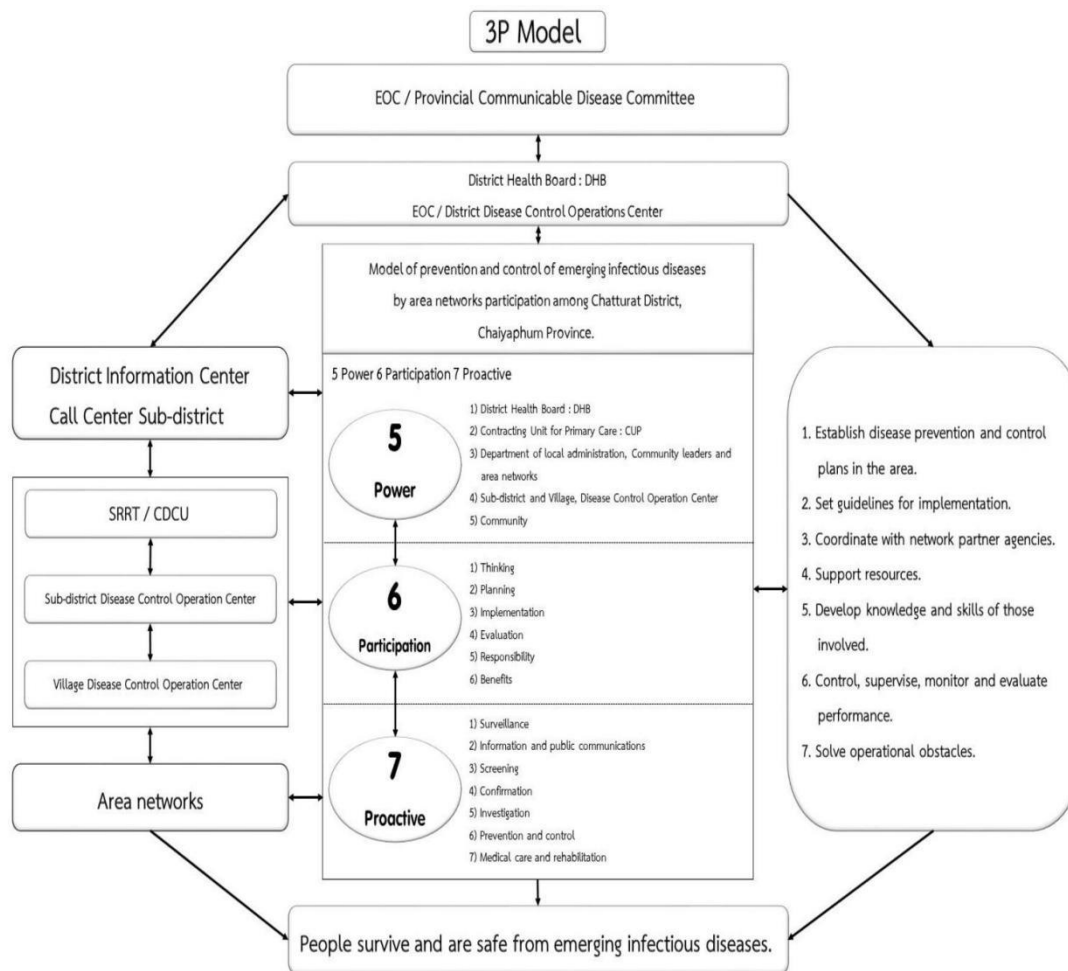 3P Model
EOC / Provincial Communicable Disease Committee
District Health Board : DHB
EOC / District Disease Control Operations Center
Model of prevention and control of emerging infectious diseases
by area networks participation among Chatturat District,
Chaiyaphum Province.
District Information Center
Call Center Sub-district
SRRT / CDCU
Sub-district Disease Control Operation Center
Village Disease Control Operation Center
Area networks
5 Power 6 Participation 7 Proactive
5
Power
1) District Health Board : DHB
2) Contracting Unit for Primary Care : CUP
3) Department of local administration, Community leaders and
area networks
4) Sub-district and Village, Disease Control Operation Center
5) Community
6
Participation
1) Thinking
2) Planning
3) Implementation
4) Evaluation
5) Responsibility
6) Benefits
7
Proactive
1) Surveillance
2) Information and public communications
3) Screening
4) Confirmation
5) Investigation
6) Prevention and control
7) Medical care and rehabilitation
1. Establish disease prevention and control
plans in the area.
2. Set guidelines for implementation.
3. Coordinate with network partner agencies.
4. Support resources.
5. Develop knowledge and skills of those
involved.
6. Control, supervise, monitor and evaluate
performance.
7. Solve operational obstacles.
People survive and are safe from emerging infectious diseases.